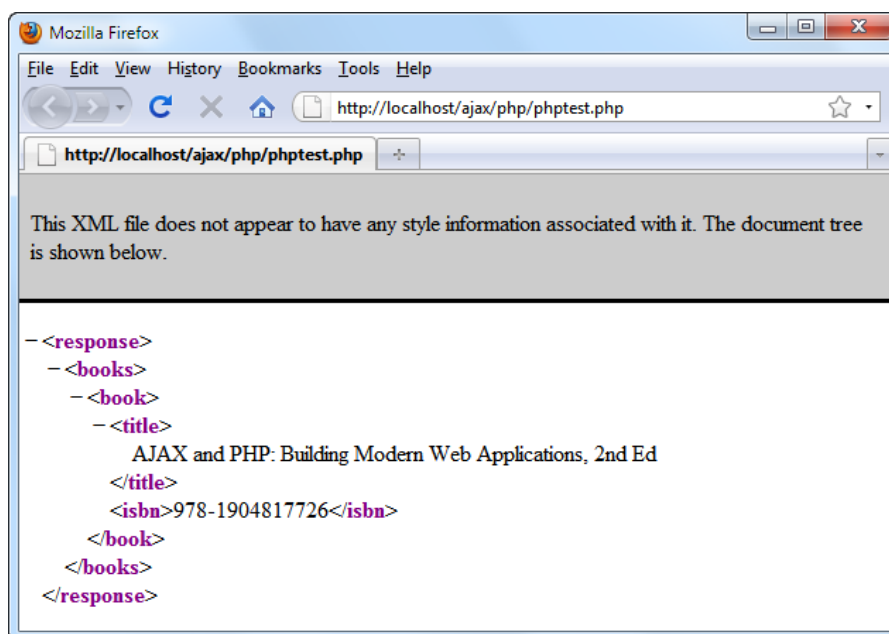 Mozilla Firefox
File Edit View History Bookmarks Tools Help
http://localhost/ajax/php/phptest.php
http://localhost/ajax/php/phptest.php
This XML file does not appear to have any style information associated with it. The document tree
is shown below.
−<response>
−<books>
−<book>
−<title>
AJAX and PHP: Building Modern Web Applications, 2nd Ed
</title>
<isbn>978-1904817726</isbn>
</book>
</books>
</response>